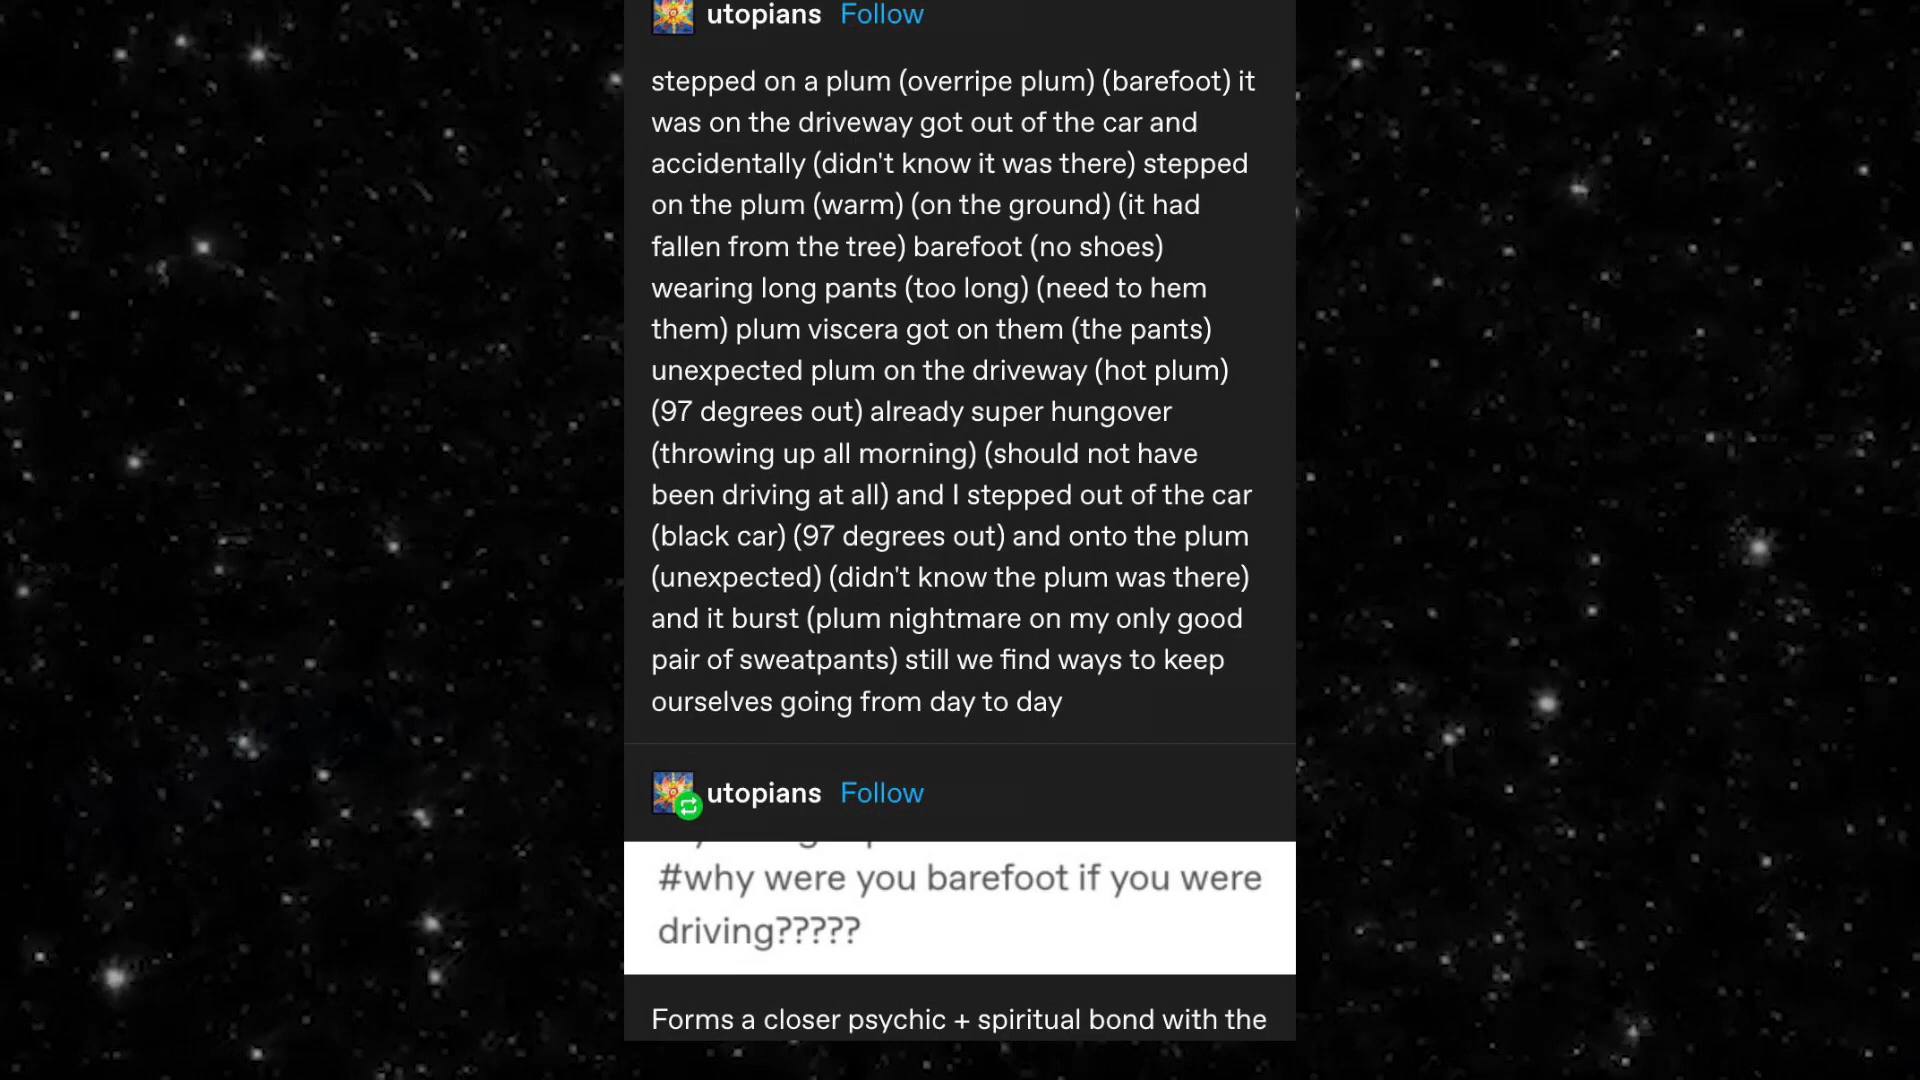 utopians Follow
stepped on a plum (overripe plum) (barefoot) it
was on the driveway got out of the car and
accidentally (didn't know it was there) stepped
on the plum (warm) (on the ground) (it had
fallen from the tree) barefoot (no shoes)
wearing long pants (too long) (need to hem
them) plum viscera got on them (the pants)
unexpected plum on the driveway (hot plum)
(97 degrees out) already super hungover
(throwing up all morning) (should not have
been driving at all) and I stepped out of the car
(black car) (97 degrees out) and onto the plum
(unexpected) (didn't know the plum was there)
and it burst (plum nightmare on my only good
pair of sweatpants) still we find ways to keep
ourselves going from day to day
utopians Follow
#why were you barefoot if you were
driving?????
Forms a closer psychic + spiritual bond with the